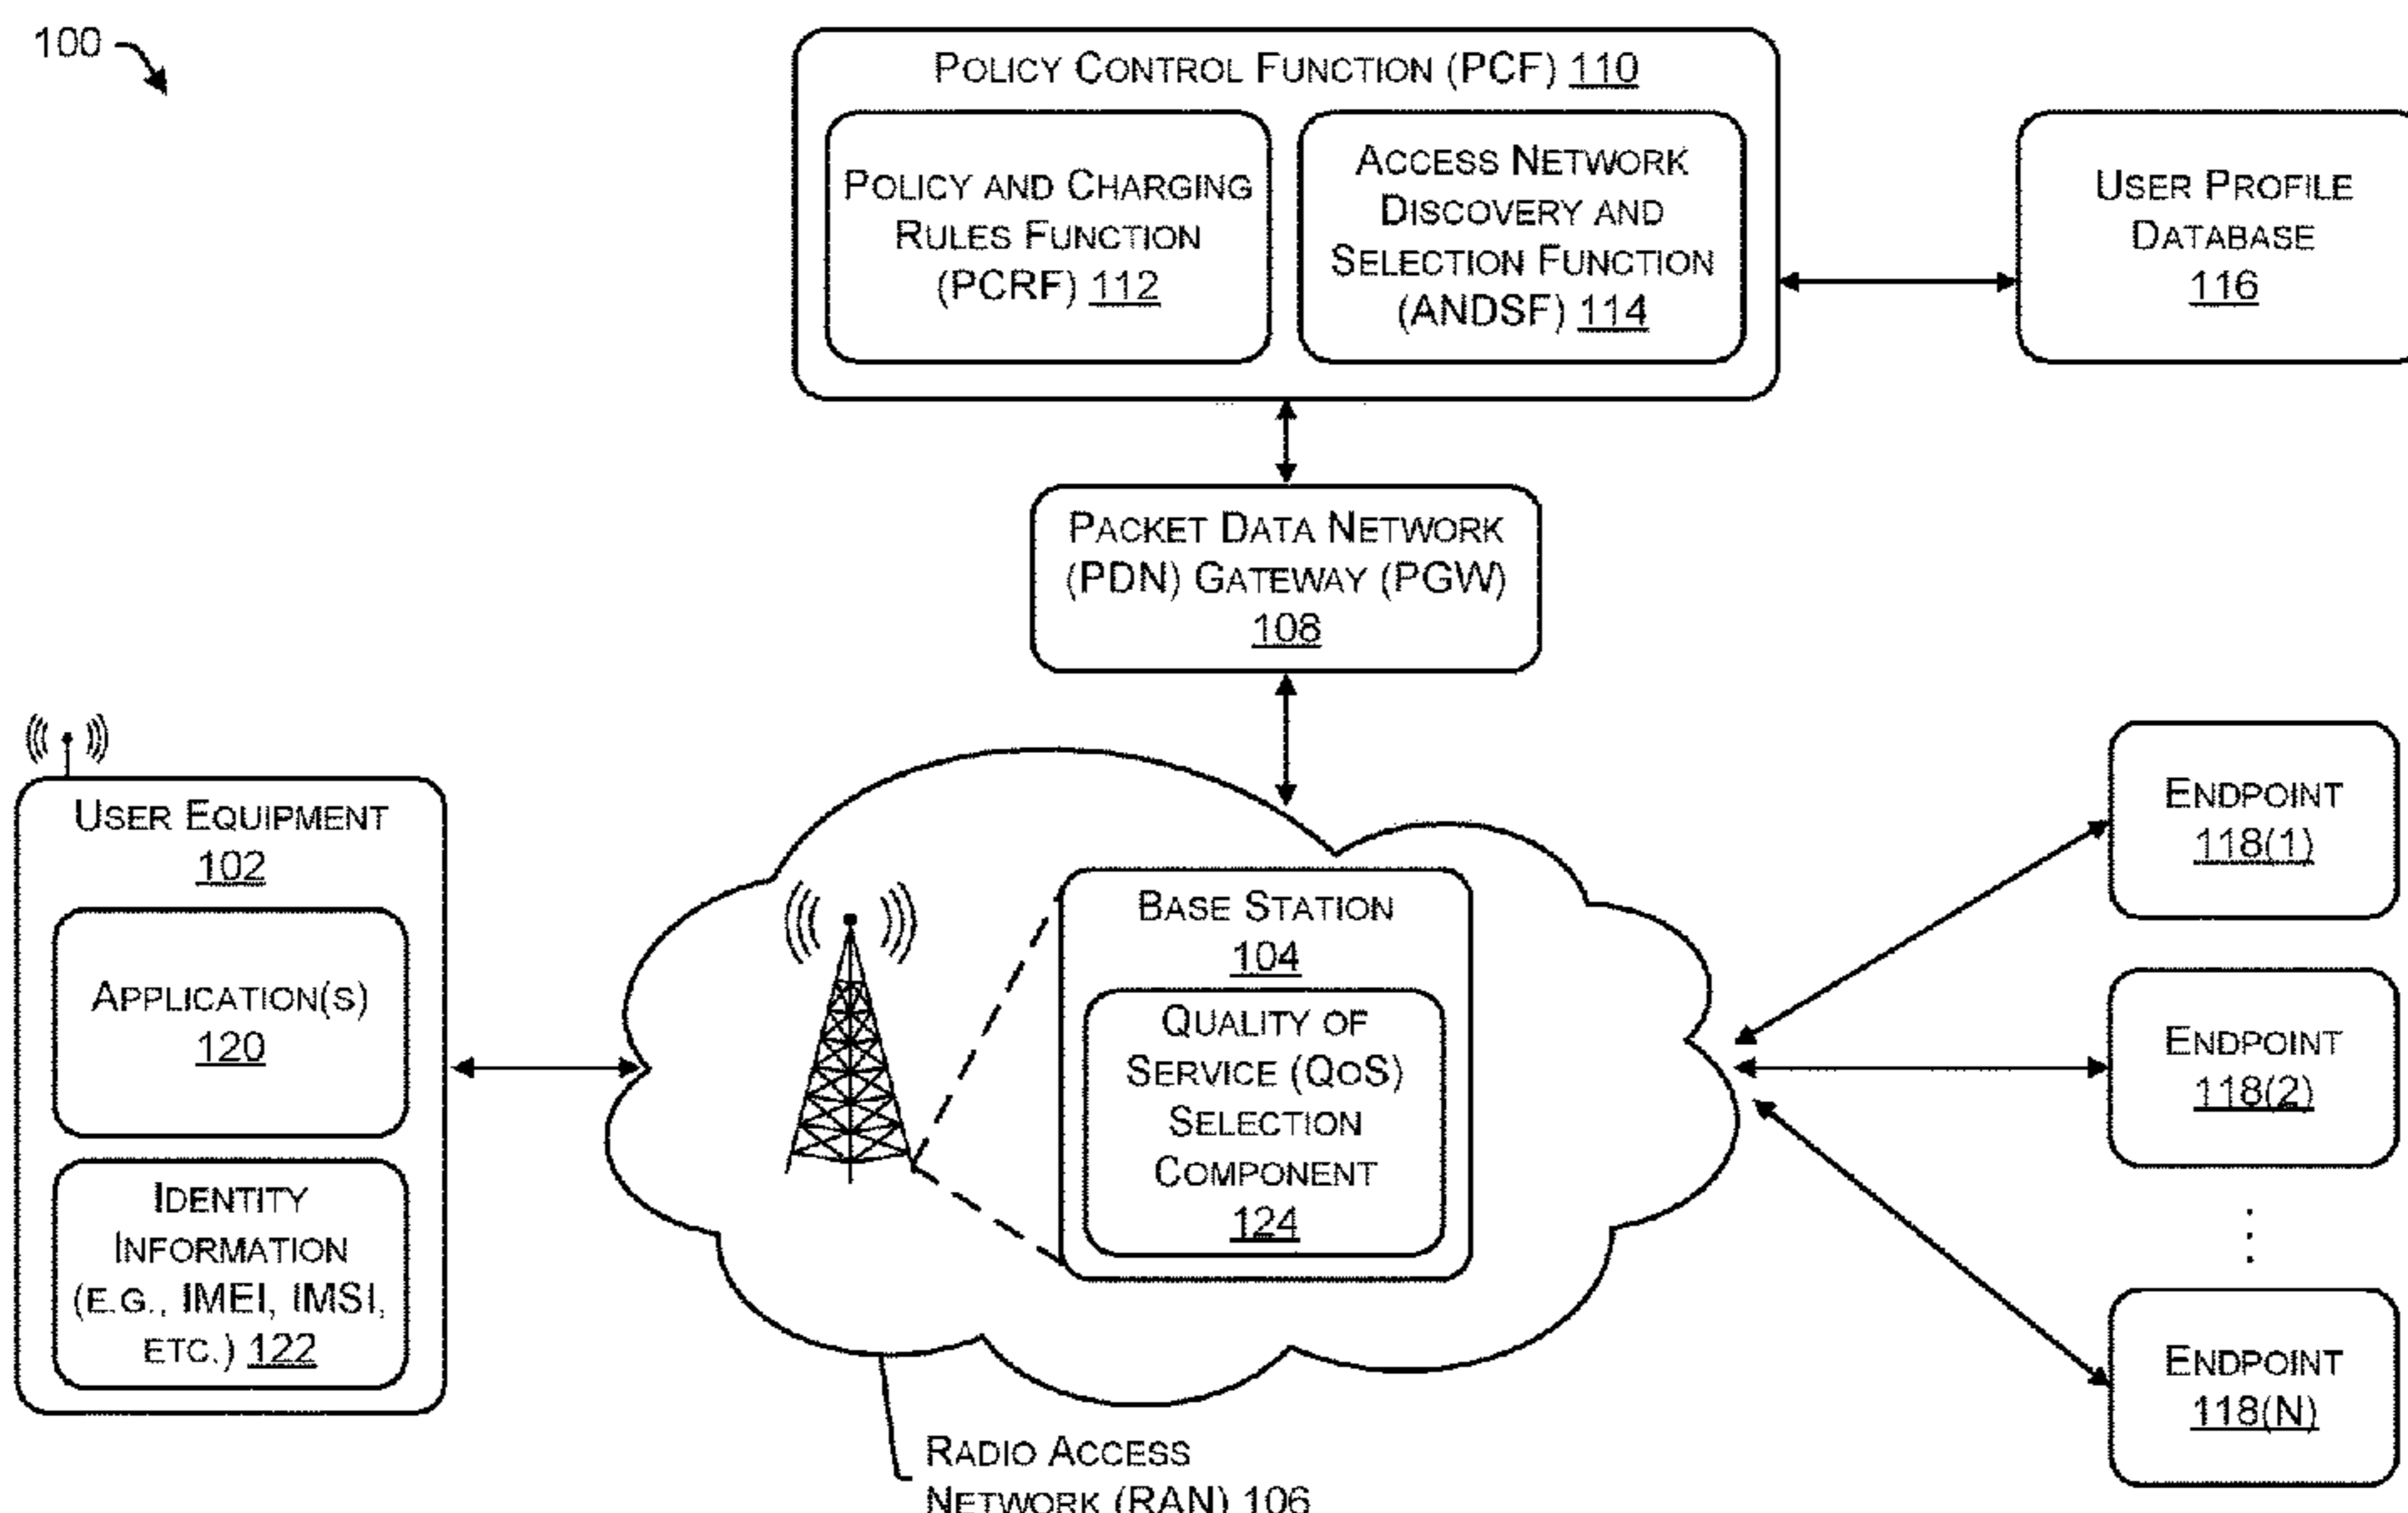 100
POLICY CONTROL FUNCTION (PCF) 110
POLICY AND CHARGING
RULES FUNCTION
(PCRF) 112
ACCESS NETWORK
DISCOVERY AND
SELECTION FUNCTION
(ANDSF) 114
USER PROFILE
DATABASE
116
PACKET DATA NETWORK
(PDN) GATEWAY (PGW)
108
USER EQUIPMENT
102
APPLICATION(S)
120
IDENTITY
INFORMATION
(E.G., IMEI, IMSI,
ETC.) 122
BASE STATION
104
QUALITY OF
SERVICE (QOS)
SELECTION
COMPONENT
124
RADIO ACCESS
NETWORK (RAN) 106
ENDPOINT
118(1)
ENDPOINT
118(2)
ENDPOINT
118(N)